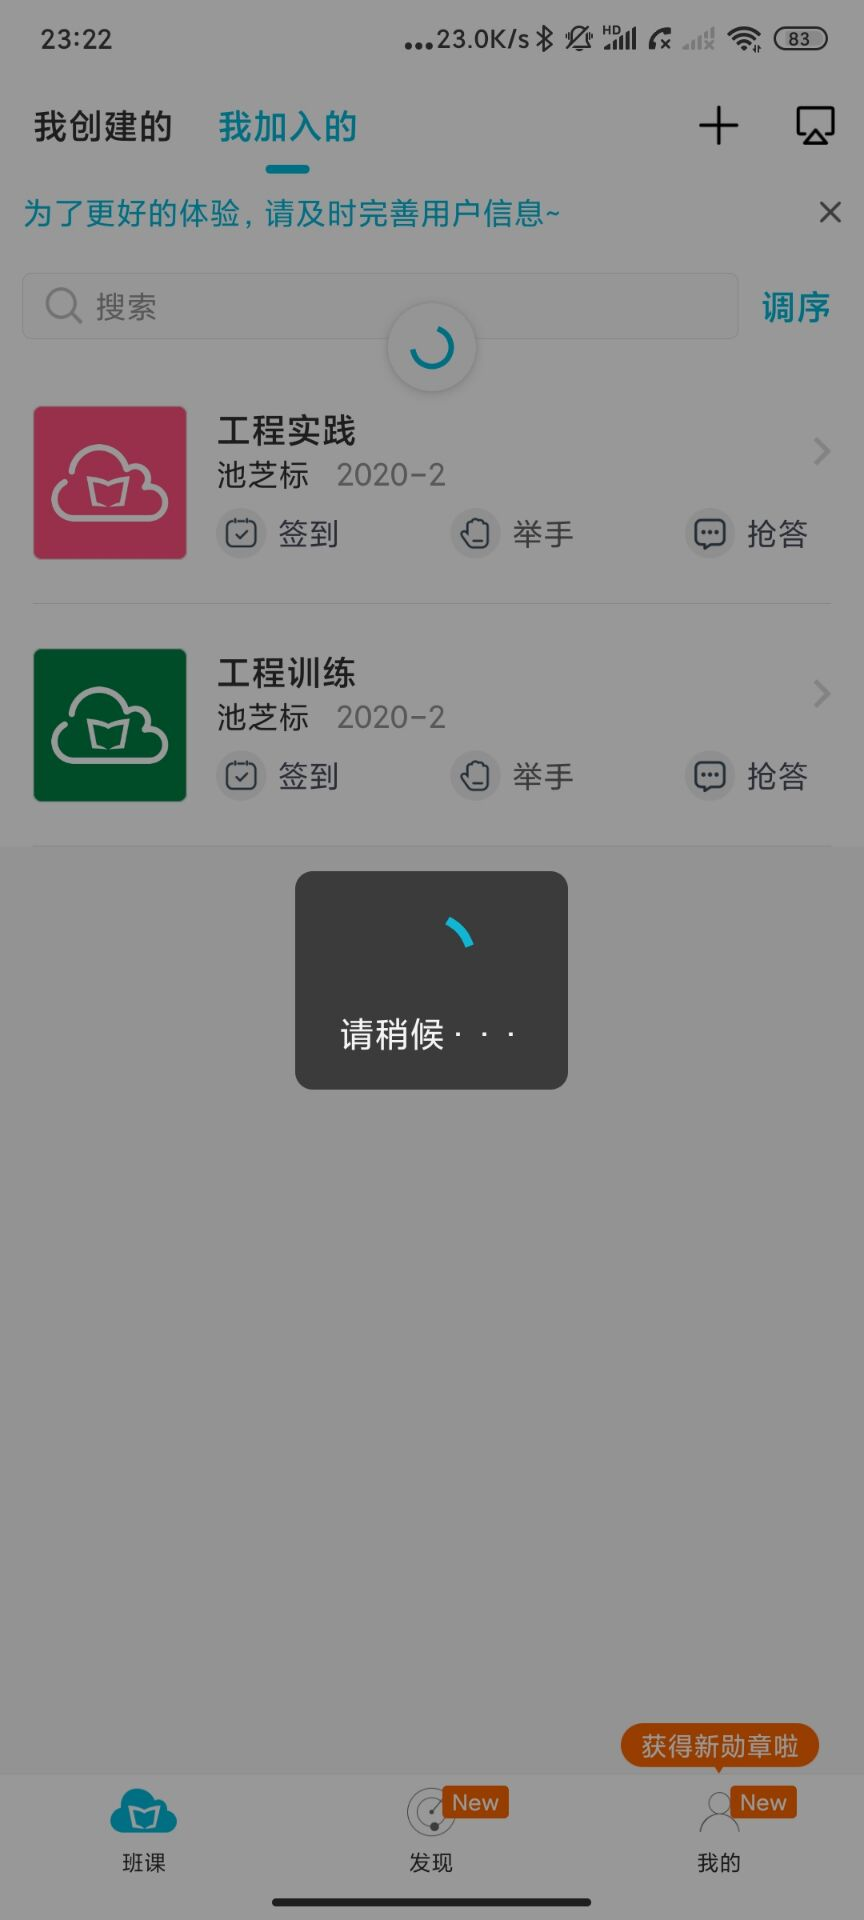 23:22 ...23.0K/s HD 83
我创建的 我加入的
为了更好的体验，请及时完善用户信息~
搜索 调序
工程实践
池芝标 2020-2
签到 举手 抢答
工程训练
池芝标 2020-2
签到 举手 抢答
请稍候···
获得新勋章啦
New New
班课 发现 我的